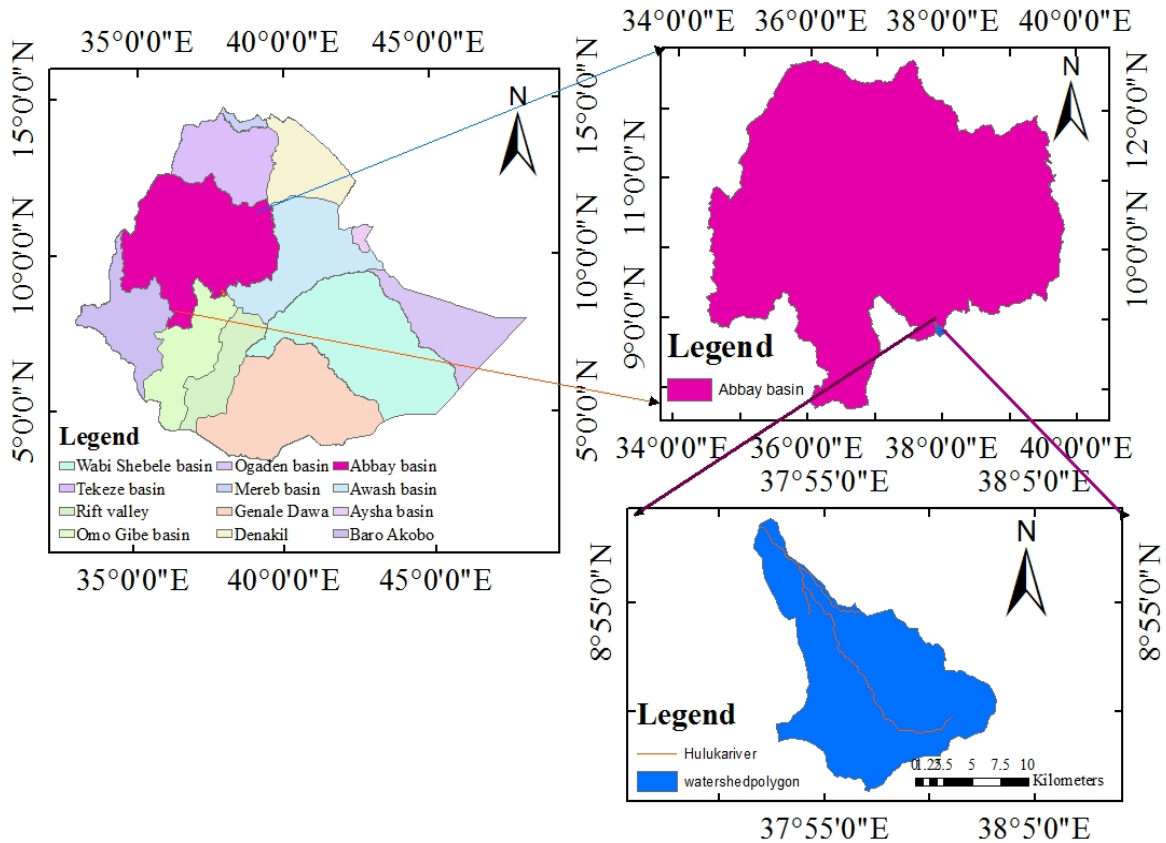 35°0'0"E 40°0'0"E 45°0'0"E
15°0'0"N
10°0'0"N
5°0'0"N
N
15°0'0"N
10°0'0"N
5°0'0"N
Legend
Wabi Shebele basin Ogaden basin Abbay basin
Tekeze basin Mereb basin Awash basin
Rift valley Genale Dawa Aysha basin
Omo Gibe basin Denakil Baro Akobo
35°0'0"E 40°0'0"E 45°0'0"E
34°0'0"E 36°0'0"E 38°0'0"E 40°0'0"E
11°0'0"N
9°0'0"N
N
12°0'0"N
10°0'0"N
Legend
Abbay basin
34°0'0"E 36°0'0"E 38°0'0"E 40°0'0"E
37°55'0"E 38°5'0"E
8°55'0"N
N
8°55'0"N
Legend
Hulukariver
watershedpolygon
5 7.5 10
Kilometers
37°55'0"E 38°5'0"E